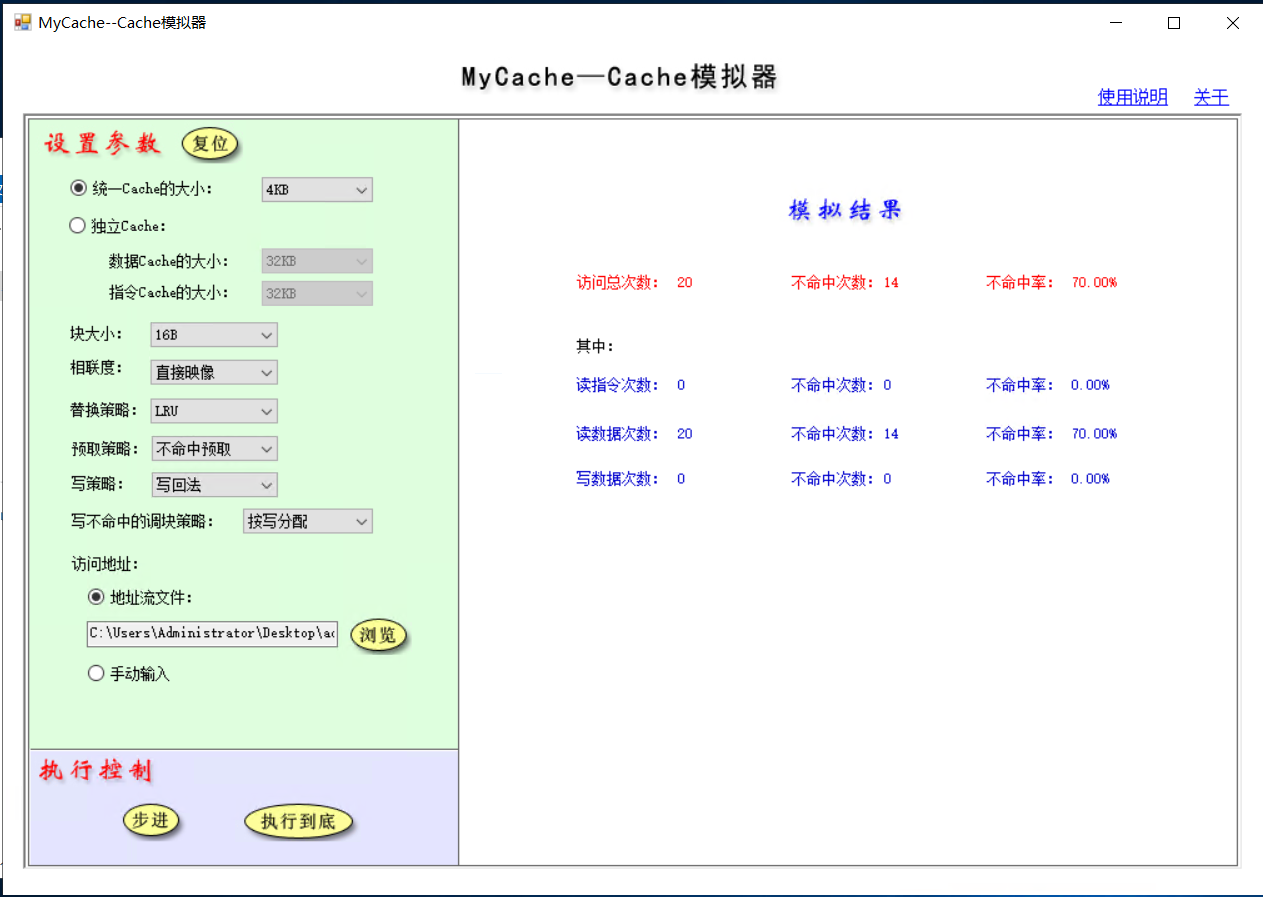 MyCache--Cache模拟器
MyCache—Cache模拟器
使用说明 关于
设置参数 复位
统一Cache的大小: 4KB
独立Cache:
数据Cache的大小: 32KB
指令Cache的大小: 32KB
块大小: 16B
相联度: 直接映像
替换策略: LRU
预取策略: 不命中预取
写策略: 写回法
写不命中的调块策略: 按写分配
访问地址:
地址流文件:
C:\Users\Administrator\Desktop\ad 浏览
手动输入
执行控制
步进 执行到底
模拟结果
访问总次数: 20 不命中次数: 14 不命中率: 70.00%
其中:
读指令次数: 0 不命中次数: 0 不命中率: 0.00%
读数据次数: 20 不命中次数: 14 不命中率: 70.00%
写数据次数: 0 不命中次数: 0 不命中率: 0.00%